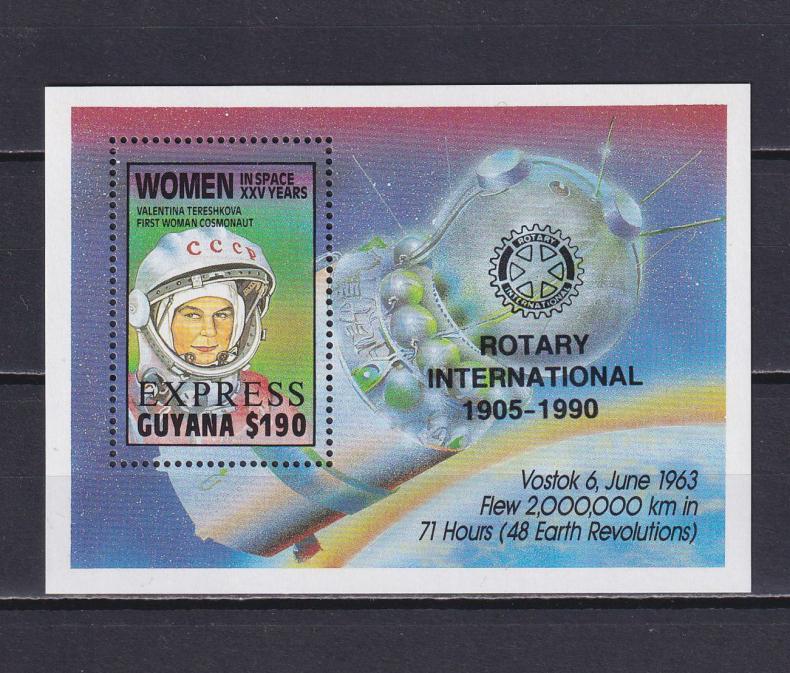 WOMEN IN SPACE
XXV YEARS
VALENTINA TERESHKOVA
FIRST WOMAN COSMONAUT
CCCP
EXPRESS
GUYANA $190
ROTARY
INTERNATIONAL
ROTARY
INTERNATIONAL
1905-1990
Vostok 6, June 1963
Flew 2,000,000 km in
71 Hours (48 Earth Revolutions)